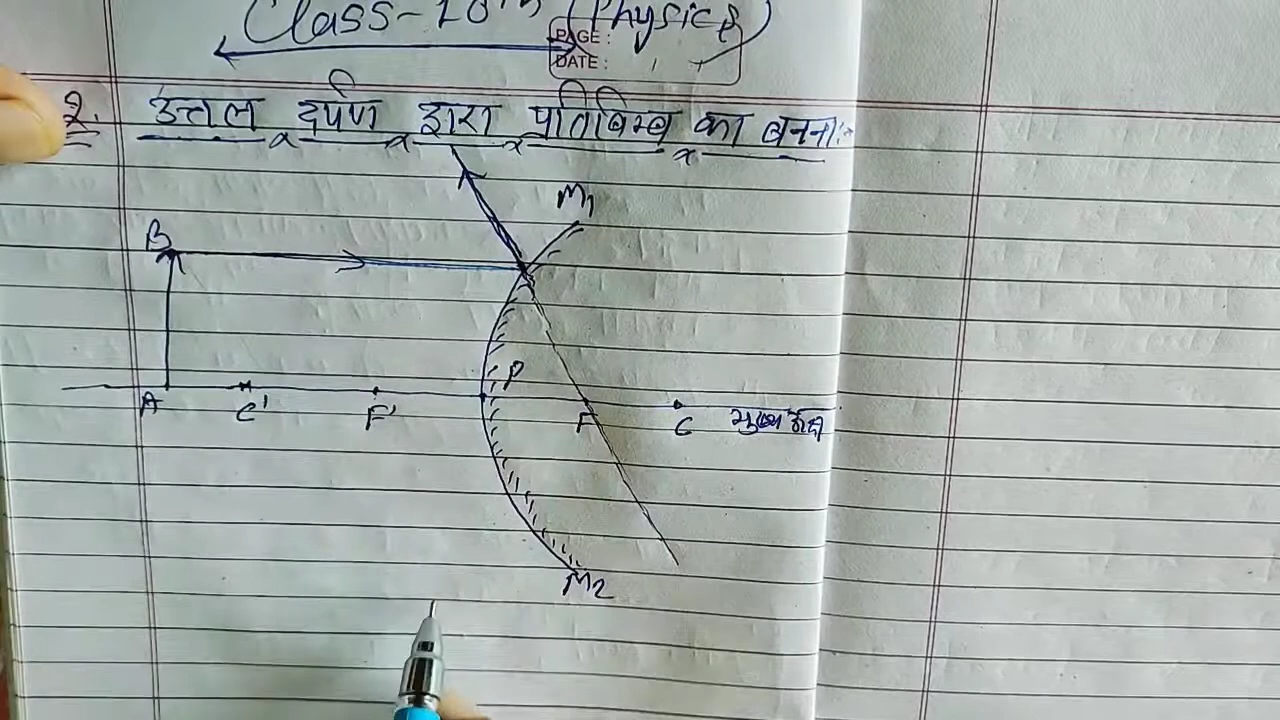 Class-10th (Physics)
PAGE :
DATE :
2. उत्तल दर्पण द्वारा प्रतिबिम्ब का बनना:-
M1
B
P
A C' F' F C मुख्य अक्ष
M2